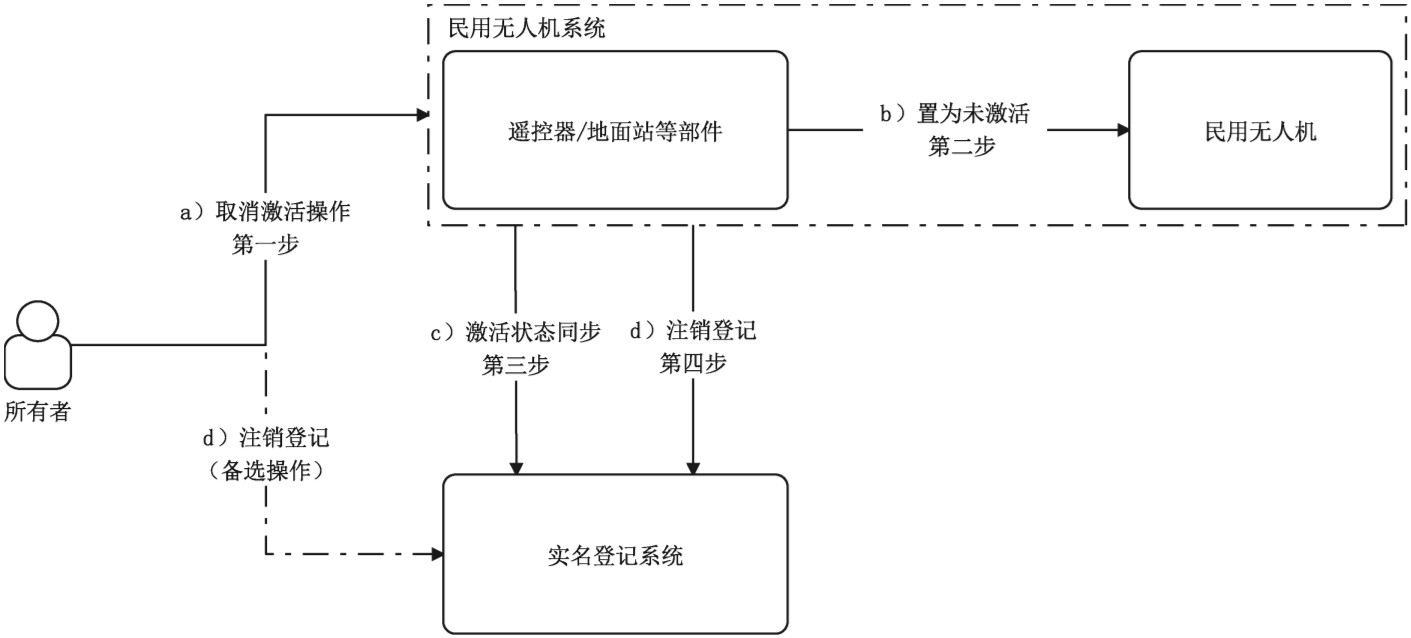 民用无人机系统
遥控器/地面站等部件
b）置为未激活
第二步
民用无人机
a）取消激活操作
第一步
c）激活状态同步
第三步
d）注销登记
第四步
所有者
d）注销登记
（备选操作）
实名登记系统